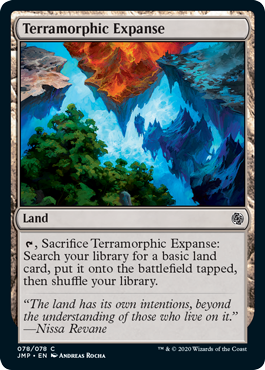 Terramorphic Expanse
Land
, Sacrifice Terramorphic Expanse:
Search your library for a basic land
card, put it onto the battlefield tapped,
then shuffle your library.
“The land has its own intentions, beyond
the understanding of those who live on it.”
—Nissa Revane
078/078 C
JMP • EN ANDREAS ROCHA
™ & © 2020 Wizards of the Coast